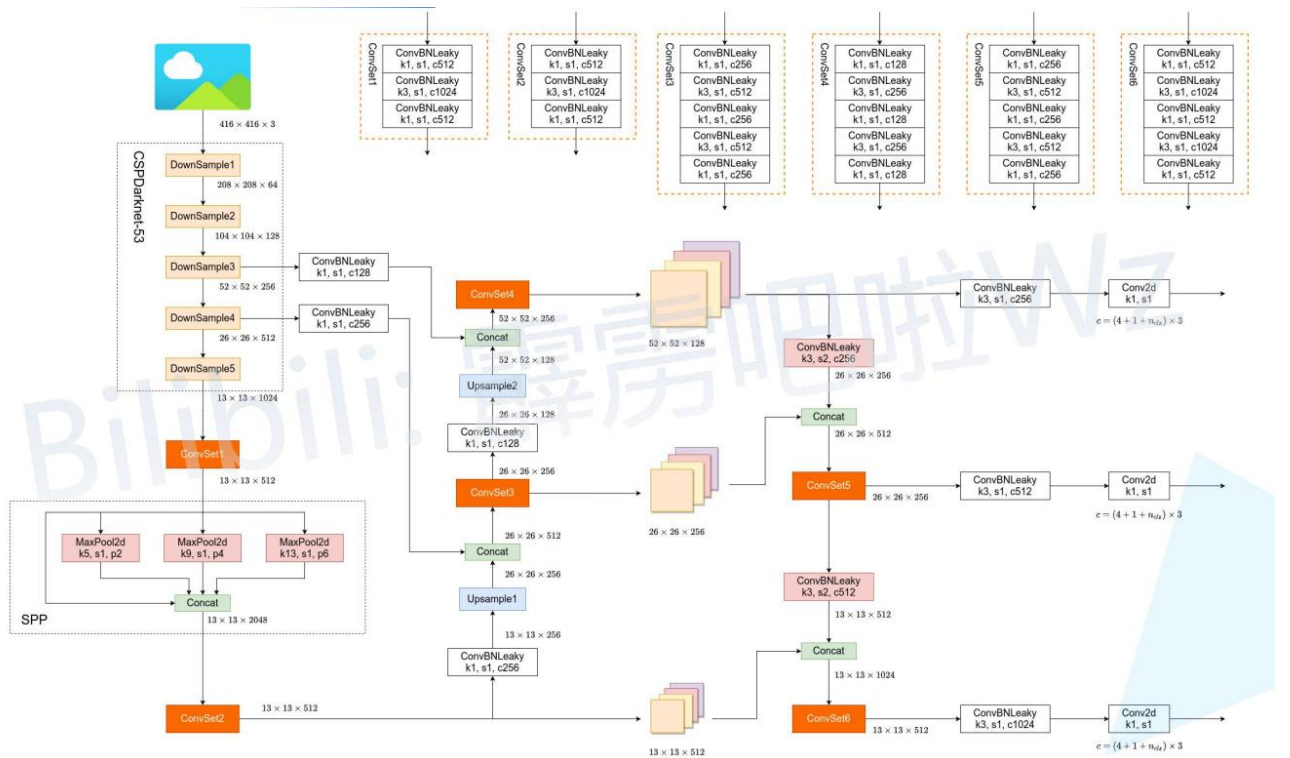 ConvSet1
ConvBNLeaky
k1, s1, c512
ConvBNLeaky
k3, s1, c1024
ConvBNLeaky
k1, s1, c512
ConvSet2
ConvBNLeaky
k1, s1, c512
ConvBNLeaky
k3, s1, c1024
ConvBNLeaky
k1, s1, c512
ConvSet3
ConvBNLeaky
k1, s1, c256
ConvBNLeaky
k3, s1, c512
ConvBNLeaky
k1, s1, c256
ConvBNLeaky
k3, s1, c512
ConvBNLeaky
k1, s1, c256
ConvSet4
ConvBNLeaky
k1, s1, c128
ConvBNLeaky
k3, s1, c256
ConvBNLeaky
k1, s1, c128
ConvBNLeaky
k3, s1, c256
ConvBNLeaky
k1, s1, c128
ConvSet5
ConvBNLeaky
k1, s1, c256
ConvBNLeaky
k3, s1, c512
ConvBNLeaky
k1, s1, c256
ConvBNLeaky
k3, s1, c512
ConvBNLeaky
k1, s1, c256
ConvSet6
ConvBNLeaky
k1, s1, c512
ConvBNLeaky
k3, s1, c1024
ConvBNLeaky
k1, s1, c512
ConvBNLeaky
k3, s1, c1024
ConvBNLeaky
k1, s1, c512
416 × 416 × 3
CSPDarknet-53
DownSample1
208 × 208 × 64
DownSample2
104 × 104 × 128
DownSample3
52 × 52 × 256
DownSample4
26 × 26 × 512
DownSample5
13 × 13 × 1024
ConvBNLeaky
k1, s1, c128
ConvBNLeaky
k1, s1, c256
ConvSet1
13 × 13 × 512
MaxPool2d
k5, s1, p2
MaxPool2d
k9, s1, p4
MaxPool2d
k13, s1, p6
Concat
SPP
13 × 13 × 2048
ConvSet2
13 × 13 × 512
ConvSet4
52 × 52 × 256
Concat
52 × 52 × 128
Upsample2
26 × 26 × 128
ConvBNLeaky
k1, s1, c128
26 × 26 × 256
ConvSet3
26 × 26 × 512
Concat
26 × 26 × 256
Upsample1
13 × 13 × 256
ConvBNLeaky
k1, s1, c256
52 × 52 × 128
26 × 26 × 256
13 × 13 × 512
ConvBNLeaky
k3, s2, c256
26 × 26 × 256
Concat
26 × 26 × 512
ConvSet5
26 × 26 × 256
ConvBNLeaky
k3, s2, c512
13 × 13 × 512
Concat
13 × 13 × 1024
ConvSet6
13 × 13 × 512
ConvBNLeaky
k3, s1, c256
Conv2d
k1, s1
c = (4 + 1 + n_cls) × 3
ConvBNLeaky
k3, s1, c512
Conv2d
k1, s1
c = (4 + 1 + n_cls) × 3
ConvBNLeaky
k3, s1, c1024
Conv2d
k1, s1
c = (4 + 1 + n_cls) × 3
Bilibili: 霹雳吧啦Wz